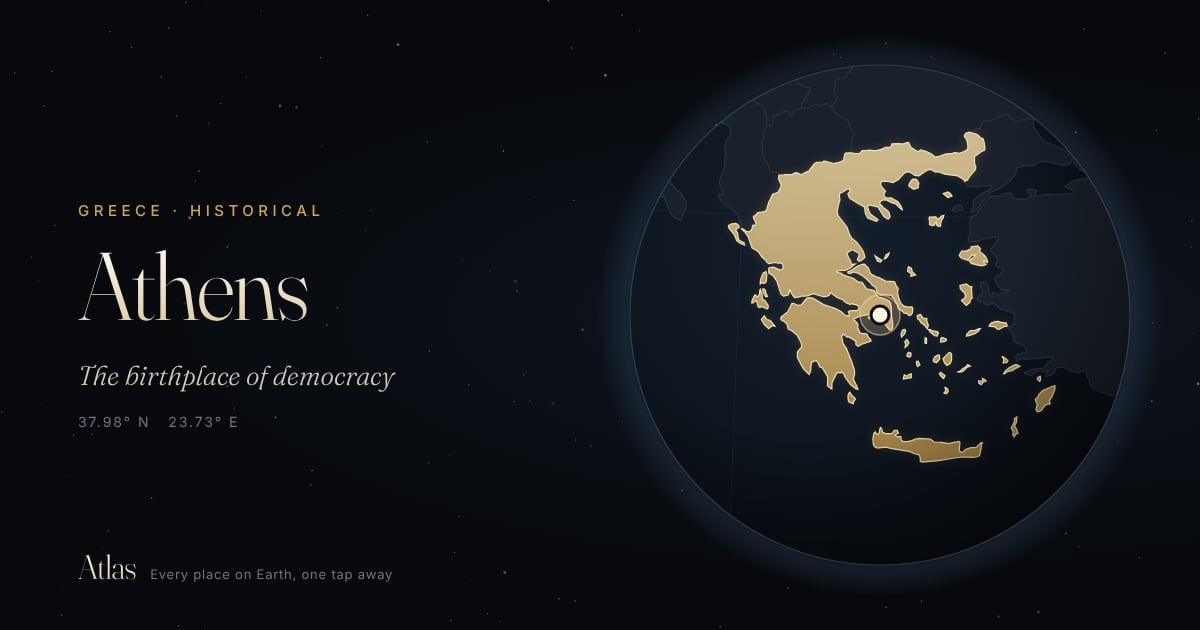 GREECE · HISTORICAL
Athens
The birthplace of democracy
37.98° N 23.73° E
Atlas Every place on Earth, one tap away